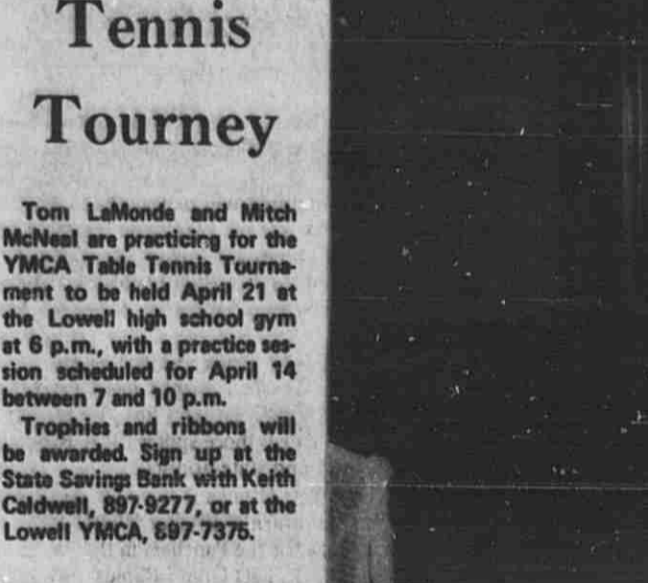 Tennis
Tourney
Tom LaMonde and Mitch
McNeal are practicing for the
YMCA Table Tennis Tourna-
ment to be held April 21 at
the Lowell high school gym
at 6 p.m., with a practice ses-
sion scheduled for April 14
between 7 and 10 p.m.
Trophies and ribbons will
be awarded. Sign up at the
State Savings Bank with Keith
Caldwell, 897-9277, or at the
Lowell YMCA, 897-7375.